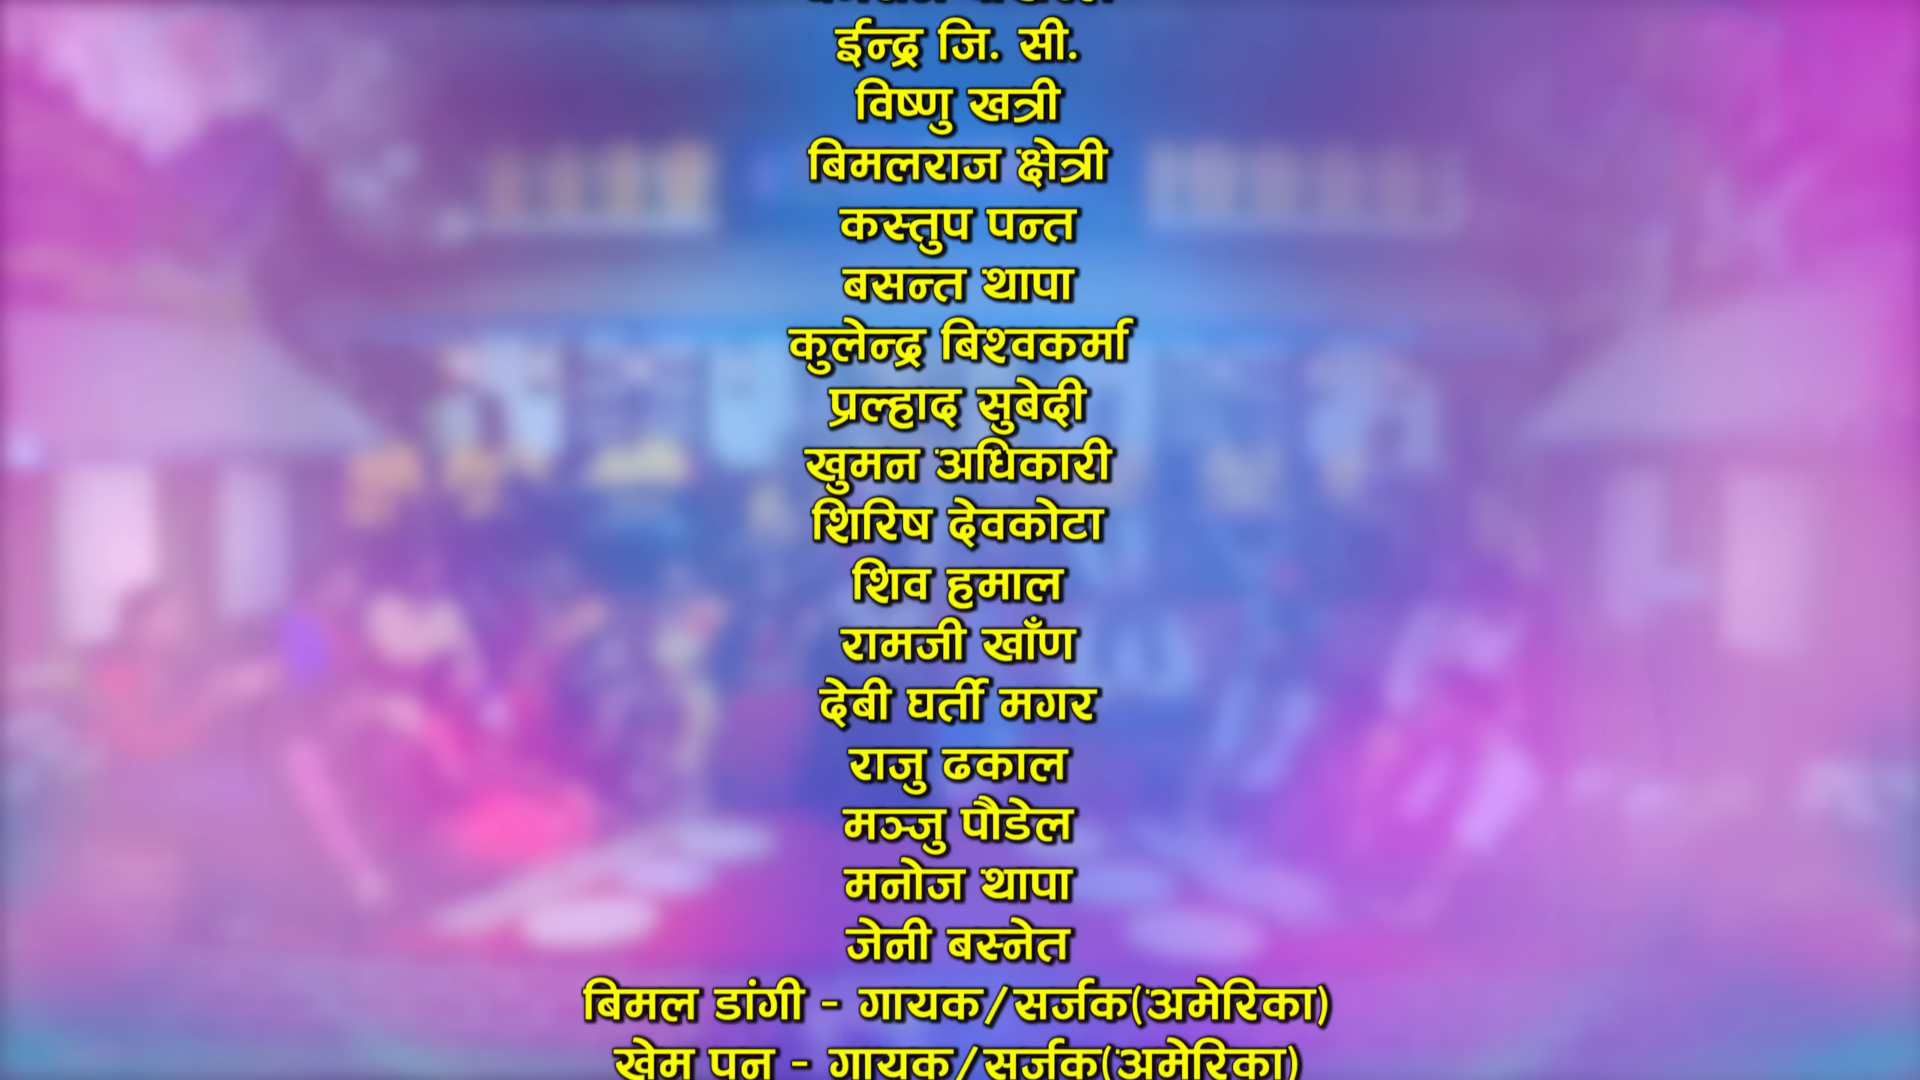 ईन्द्र जि. सी.
विष्णु खत्री
बिमलराज क्षेत्री
कस्तुप पन्त
बसन्त थापा
कुलेन्द्र बिश्वकर्मा
प्रल्हाद सुबेदी
खुमन अधिकारी
शिरिष देवकोटा
शिव हमाल
रामजी खाँण
देबी घर्ती मगर
राजु ढकाल
मञ्जु पौडेल
मनोज थापा
जेनी बस्नेत
बिमल डांगी - गायक/सर्जक(अमेरिका)
खेम पुन - गायक/सर्जक(अमेरिका)